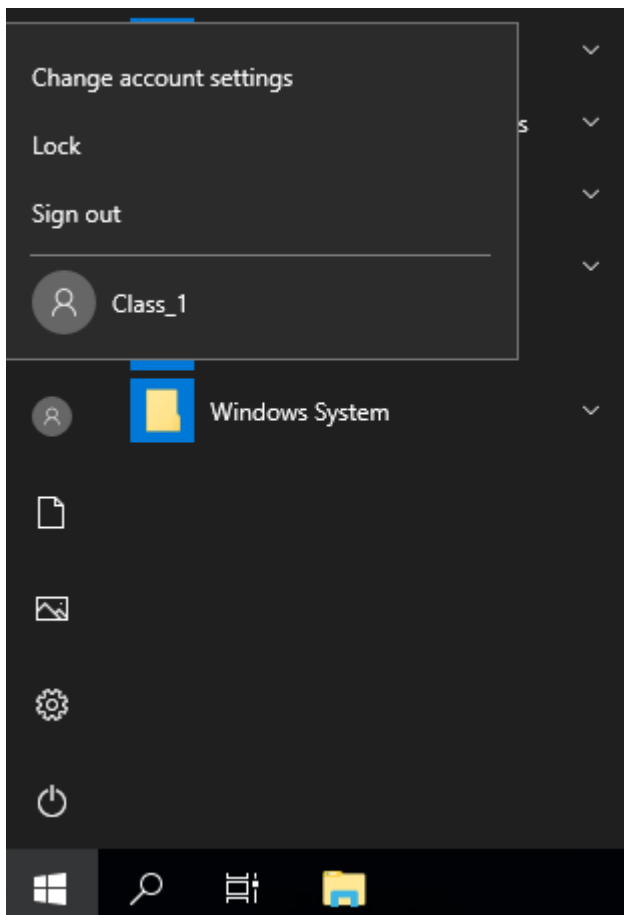 Change account settings
Lock
s
Sign out
Class_1
Windows System